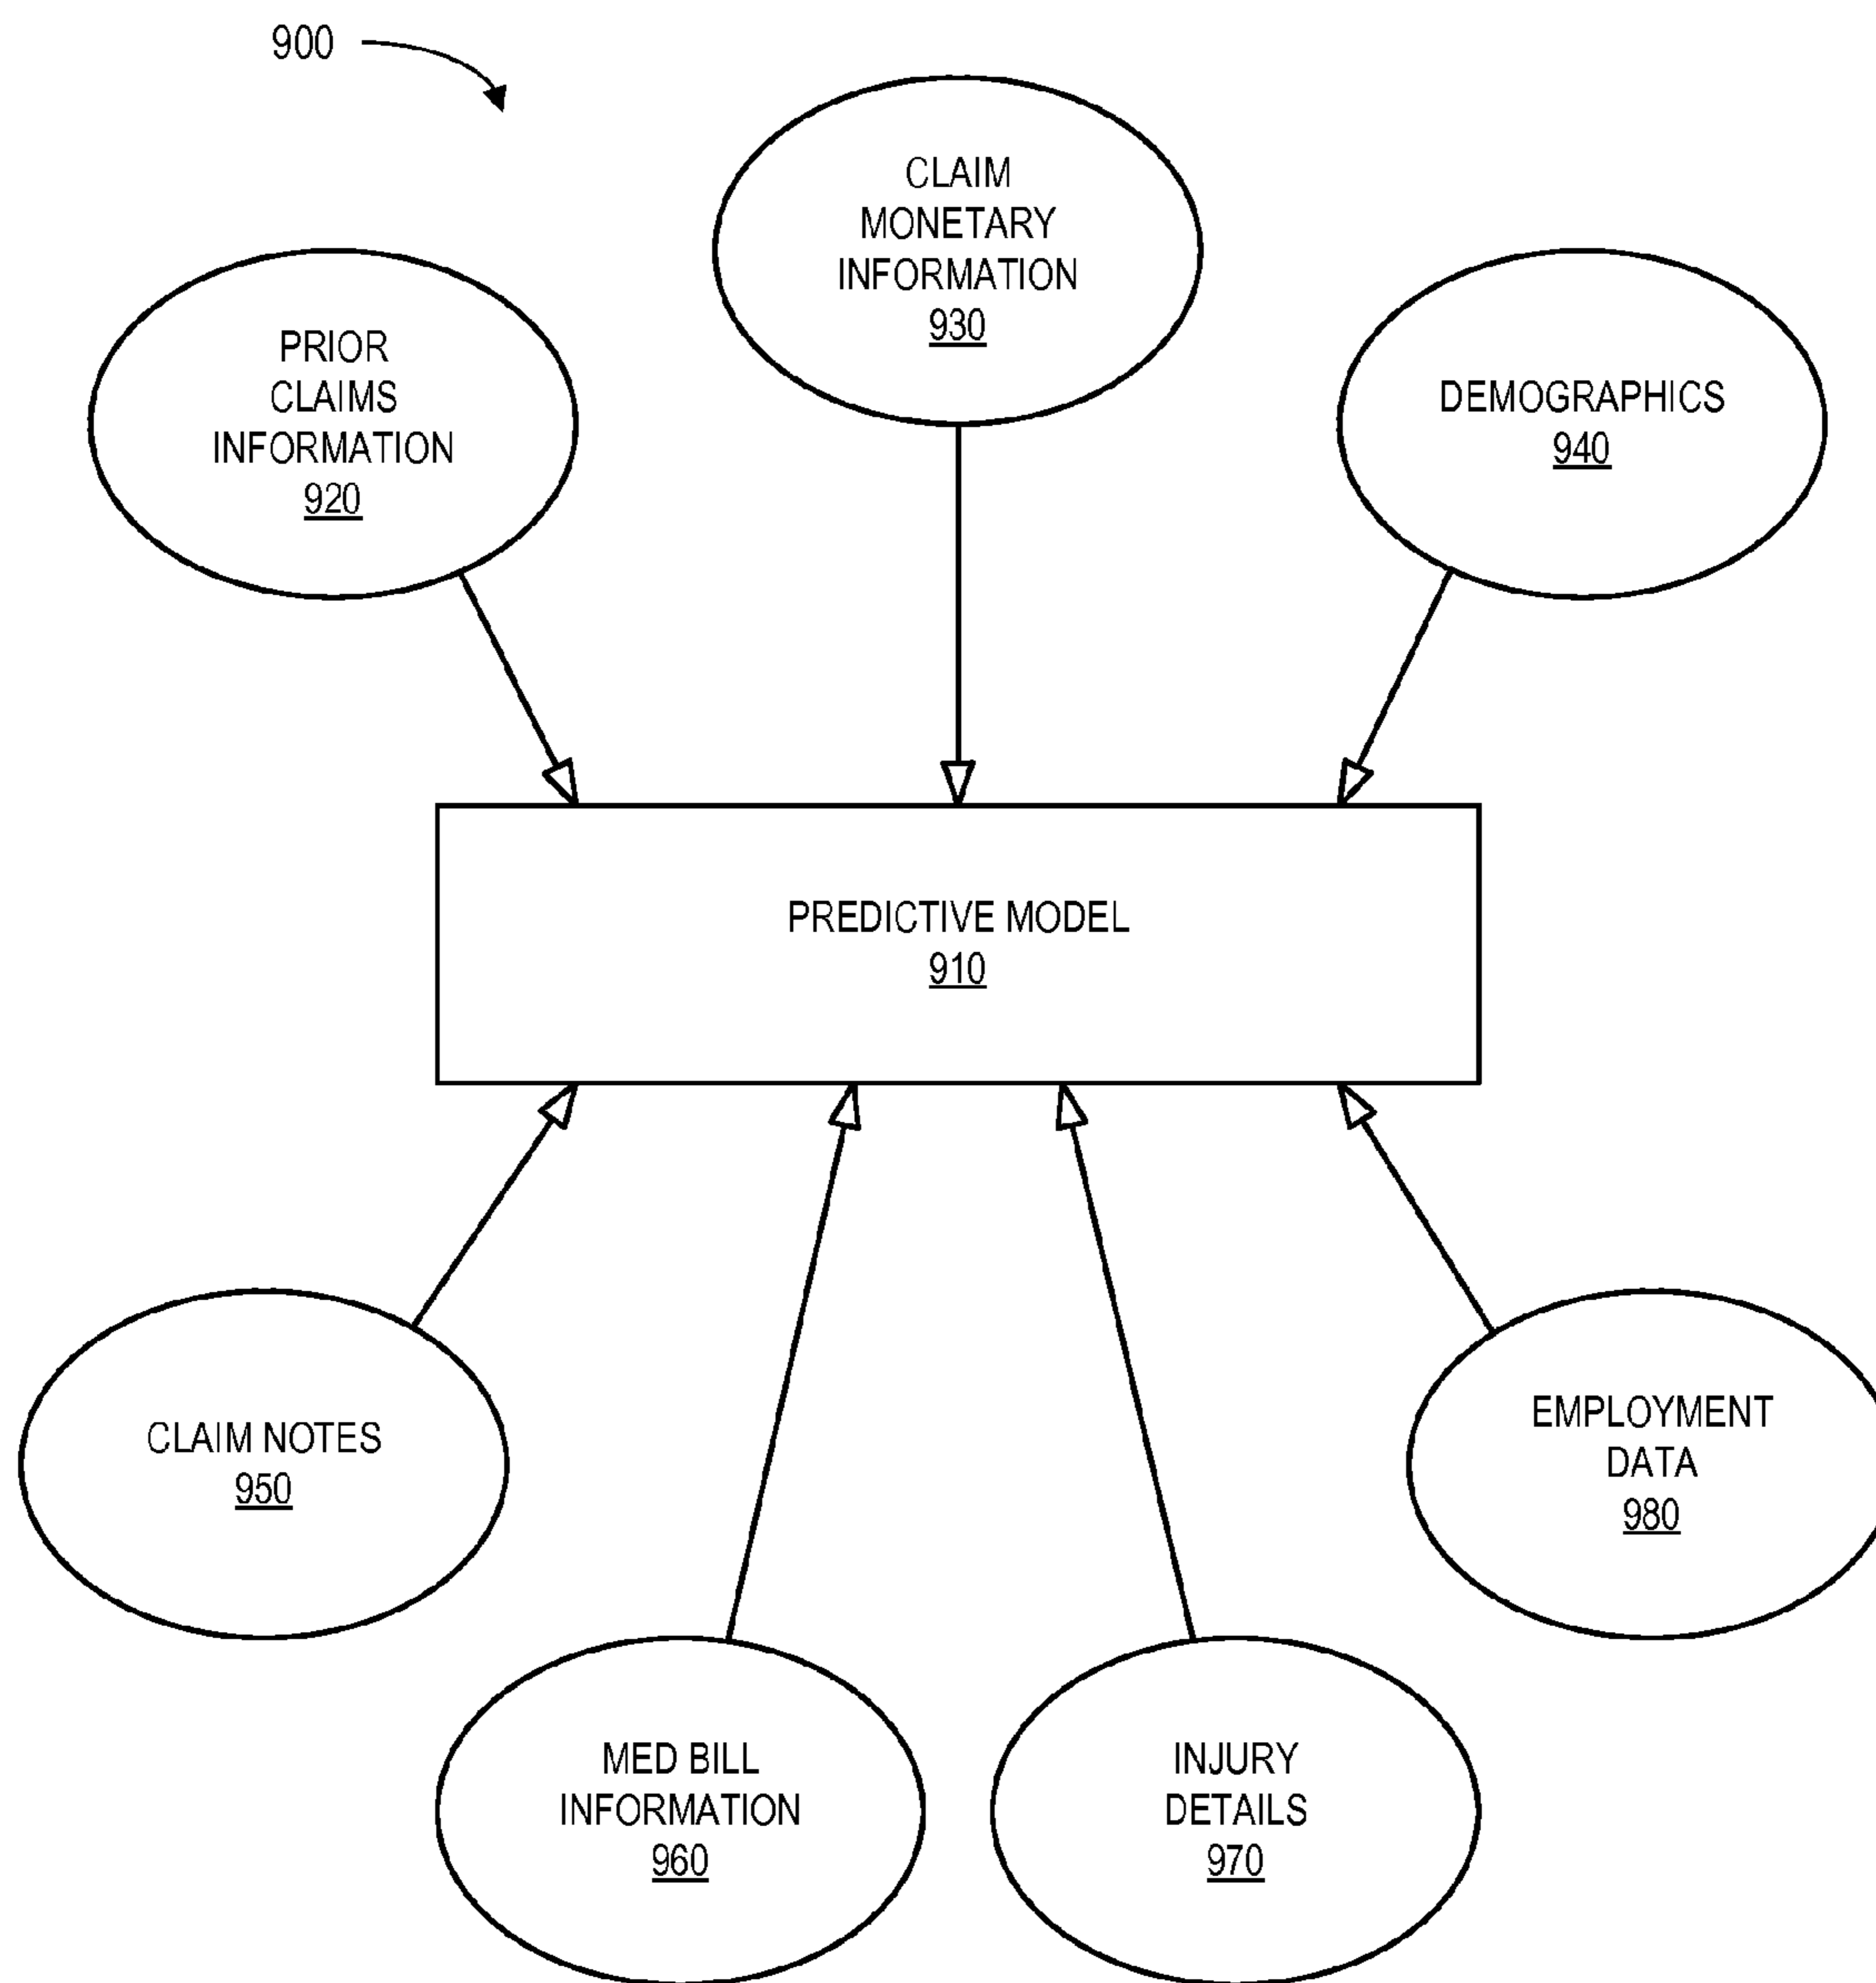 900
CLAIM
MONETARY
INFORMATION
930
PRIOR
CLAIMS
INFORMATION
920
DEMOGRAPHICS
940
PREDICTIVE MODEL
910
CLAIM NOTES
950
EMPLOYMENT
DATA
980
MED BILL
INFORMATION
960
INJURY
DETAILS
970